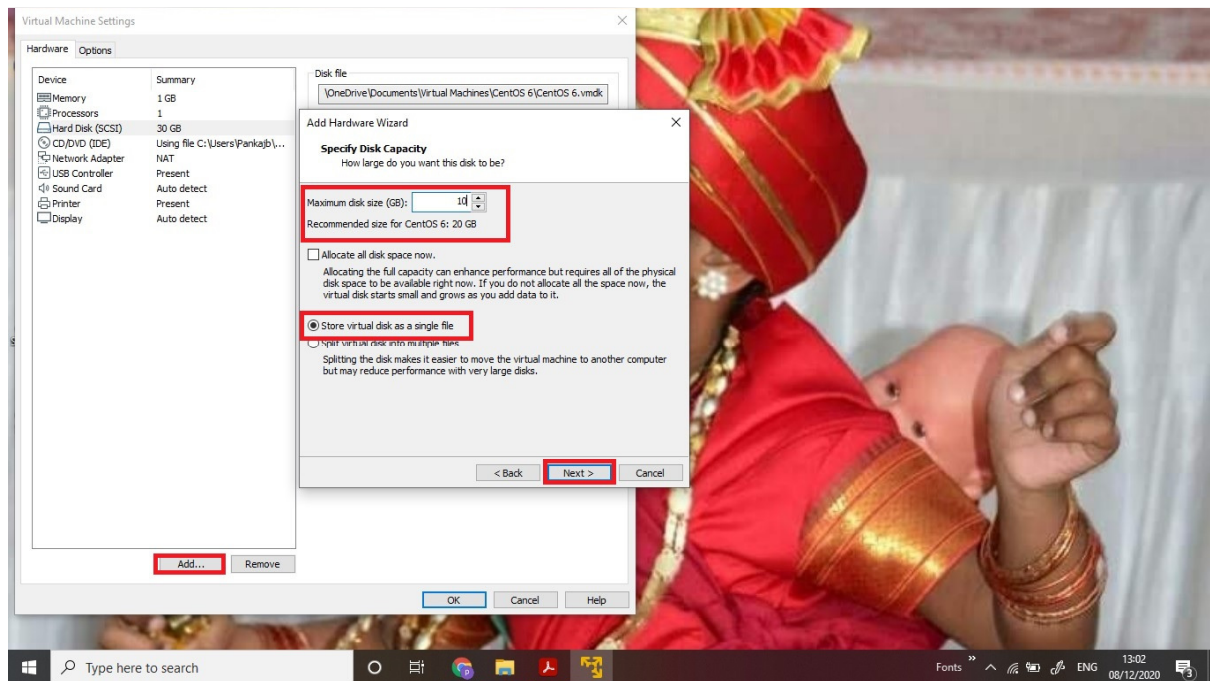 Virtual Machine Settings
Hardware Options
Device Summary
Memory 1 GB
Processors 1
Hard Disk (SCSI) 30 GB
CD/DVD (IDE) Using file C:\Users\Pankajb\...
Network Adapter NAT
USB Controller Present
Sound Card Auto detect
Printer Present
Display Auto detect
Add... Remove
Disk file
\OneDrive\Documents\Virtual Machines\CentOS 6\CentOS 6.vmdk
Add Hardware Wizard
Specify Disk Capacity
How large do you want this disk to be?
Maximum disk size (GB): 10
Recommended size for CentOS 6: 20 GB
Allocate all disk space now.
Allocating the full capacity can enhance performance but requires all of the physical
disk space to be available right now. If you do not allocate all the space now, the
virtual disk starts small and grows as you add data to it.
Store virtual disk as a single file
Split virtual disk into multiple files
Splitting the disk makes it easier to move the virtual machine to another computer
but may reduce performance with very large disks.
< Back Next > Cancel
OK Cancel Help
Type here to search
Fonts
ENG
13:02
08/12/2020
3